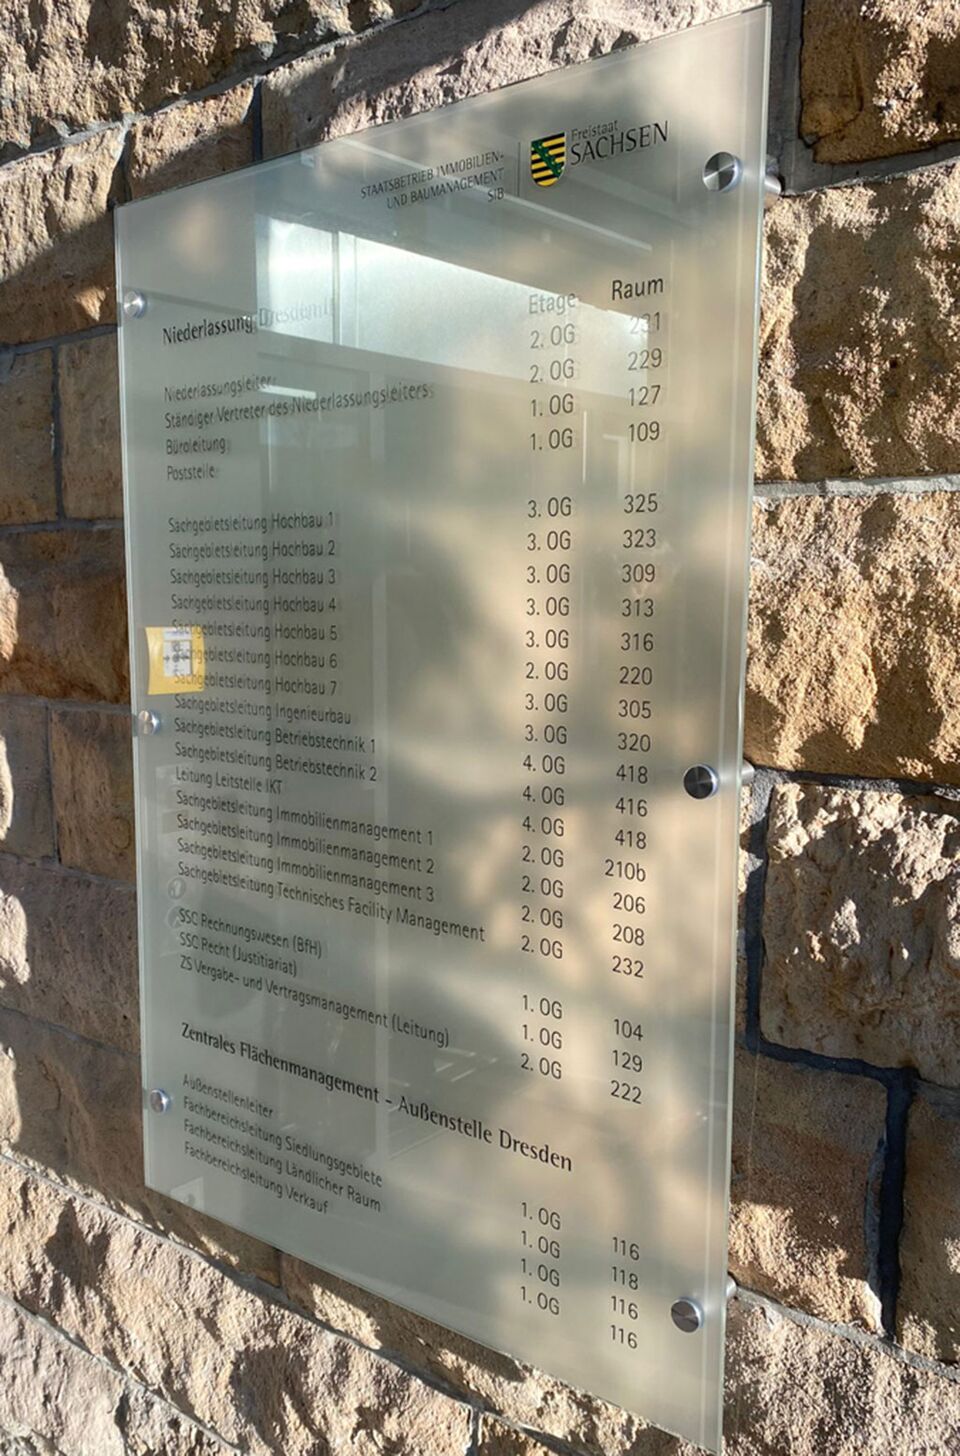 STAATSBETRIEB IMMOBILIEN-
UND BAUMANAGEMENT
SIB
Freistaat
SACHSEN
Etage Raum
Niederlassung Dresden
Niederlassungsleiter 2. OG 231
Ständiger Vertreter des Niederlassungsleiters 2. OG 229
Büroleitung 1. OG 127
Poststelle 1. OG 109
Sachgebietsleitung Hochbau 1 3. OG 325
Sachgebietsleitung Hochbau 2 3. OG 323
Sachgebietsleitung Hochbau 3 3. OG 309
Sachgebietsleitung Hochbau 4 3. OG 313
Sachgebietsleitung Hochbau 5 3. OG 316
Sachgebietsleitung Hochbau 6 2. OG 220
Sachgebietsleitung Hochbau 7 3. OG 305
Sachgebietsleitung Ingenieurbau 3. OG 320
Sachgebietsleitung Betriebstechnik 1 4. OG 418
Sachgebietsleitung Betriebstechnik 2 4. OG 416
Leitung Leitstelle IKT 4. OG 418
Sachgebietsleitung Immobilienmanagement 1 2. OG 210b
Sachgebietsleitung Immobilienmanagement 2 2. OG 206
Sachgebietsleitung Immobilienmanagement 3 2. OG 208
Sachgebietsleitung Technisches Facility Management 2. OG 232
SSC Rechnungswesen (BfH) 1. OG 104
SSC Recht (Justitiariat) 1. OG 129
ZS Vergabe- und Vertragsmanagement (Leitung) 2. OG 222
Zentrales Flächenmanagement - Außenstelle Dresden
Außenstellenleiter 1. OG 116
Fachbereichsleitung Siedlungsgebiete 1. OG 118
Fachbereichsleitung Ländlicher Raum 1. OG 116
Fachbereichsleitung Verkauf 1. OG 116